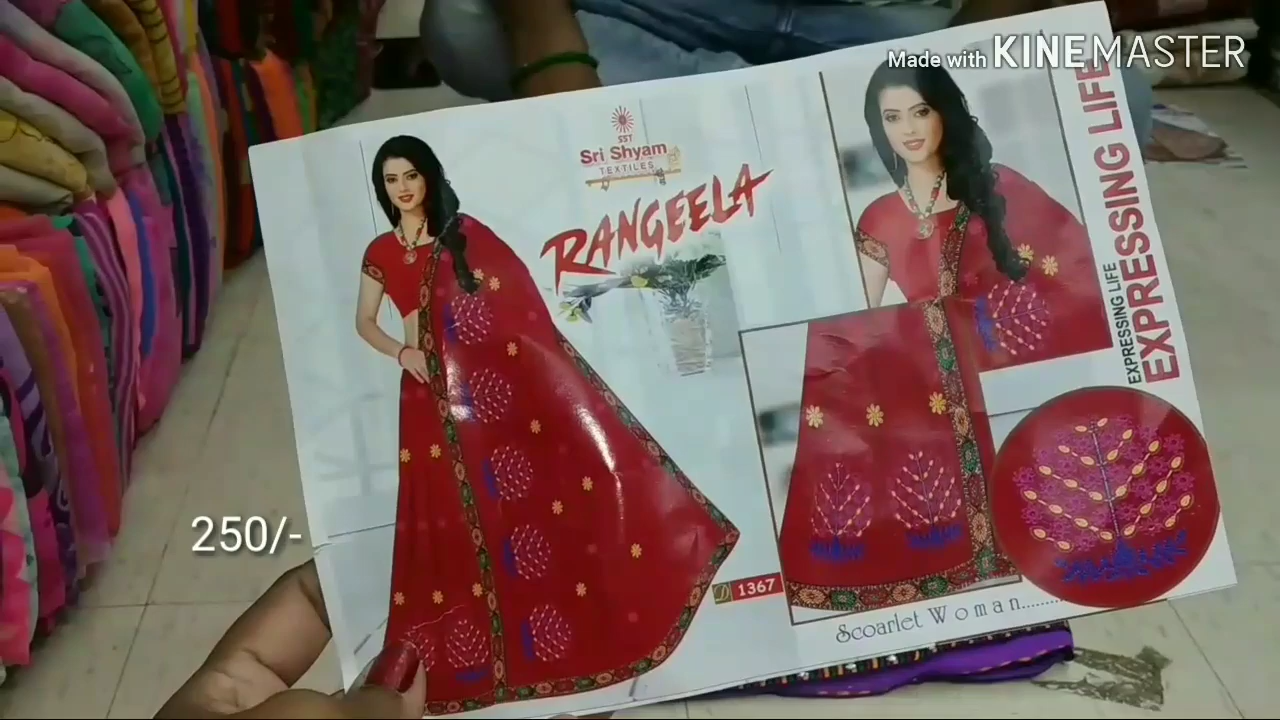 Made with KINEMASTER
SST
Sri Shyam
TEXTILES
RANGEELA
EXPRESSING LIFE
EXPRESSING LIFE
250/-
D 1367
Scoarlet Woman........